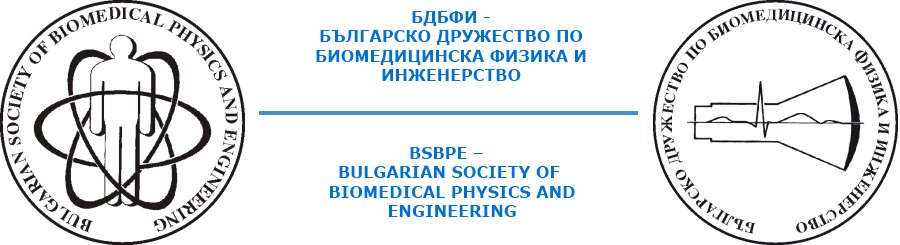 BULGARIAN SOCIETY OF BIOMEDICAL PHYSICS AND ENGINEERING
БДБФИ -
БЪЛГАРСКО ДРУЖЕСТВО ПО
БИОМЕДИЦИНСКА ФИЗИКА И
ИНЖЕНЕРСТВО
BSBPE –
BULGARIAN SOCIETY OF
BIOMEDICAL PHYSICS AND
ENGINEERING
БЪЛГАРСКО ДРУЖЕСТВО ПО БИОМЕДИЦИНСКА ФИЗИКА И ИНЖЕНЕРСТВО